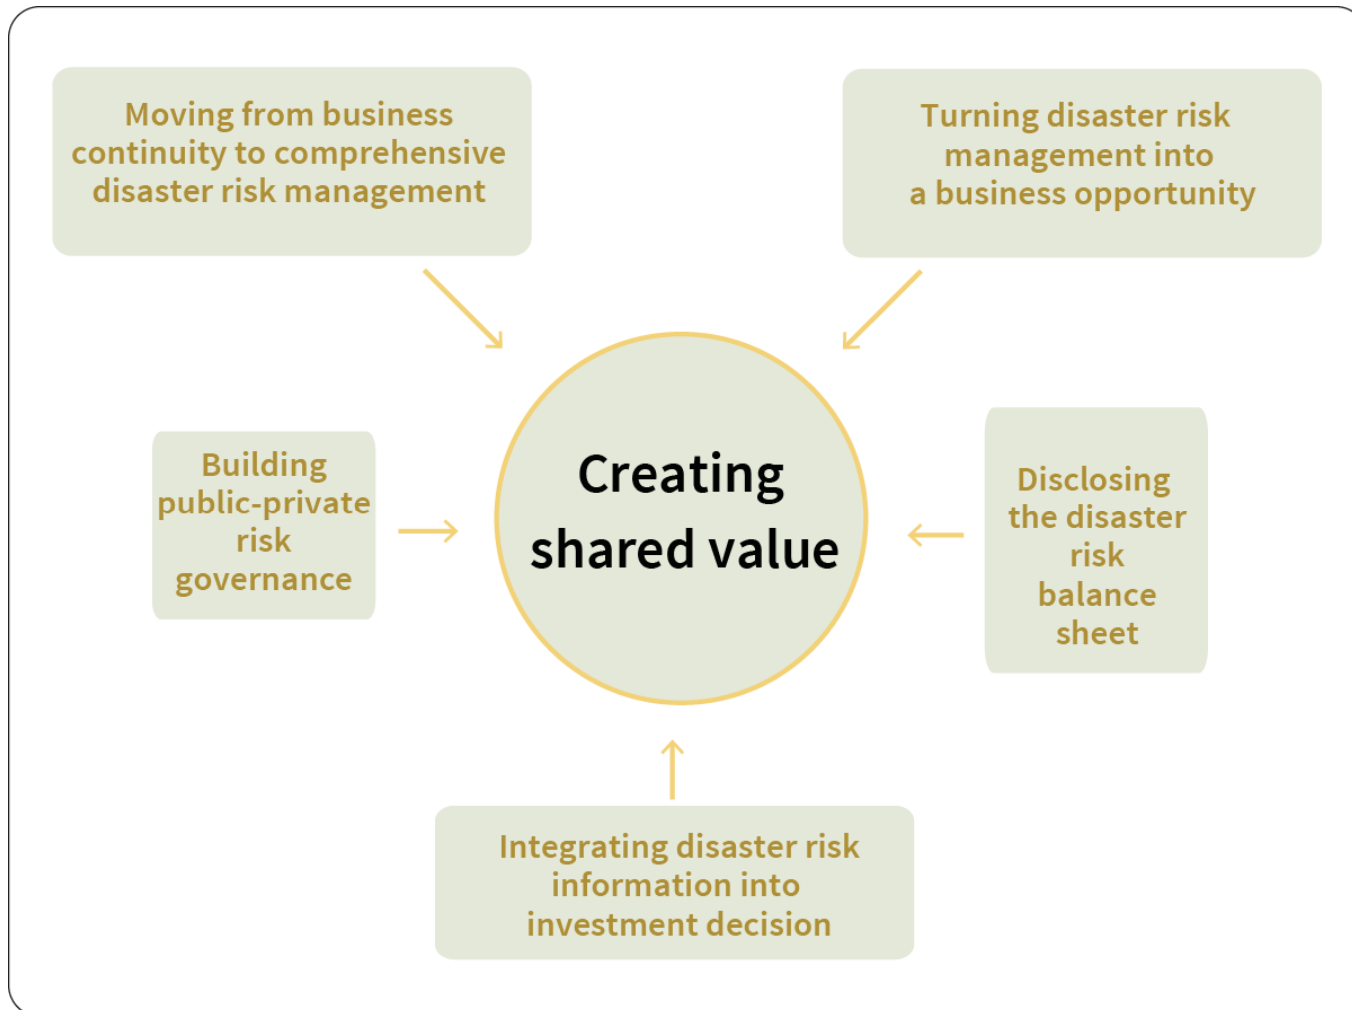 Moving from business
continuity to comprehensive
disaster risk management
Turning disaster risk
management into
a business opportunity
Building
public-private
risk
governance
Creating
shared value
Disclosing
the disaster
risk
balance
sheet
Integrating disaster risk
information into
investment decision